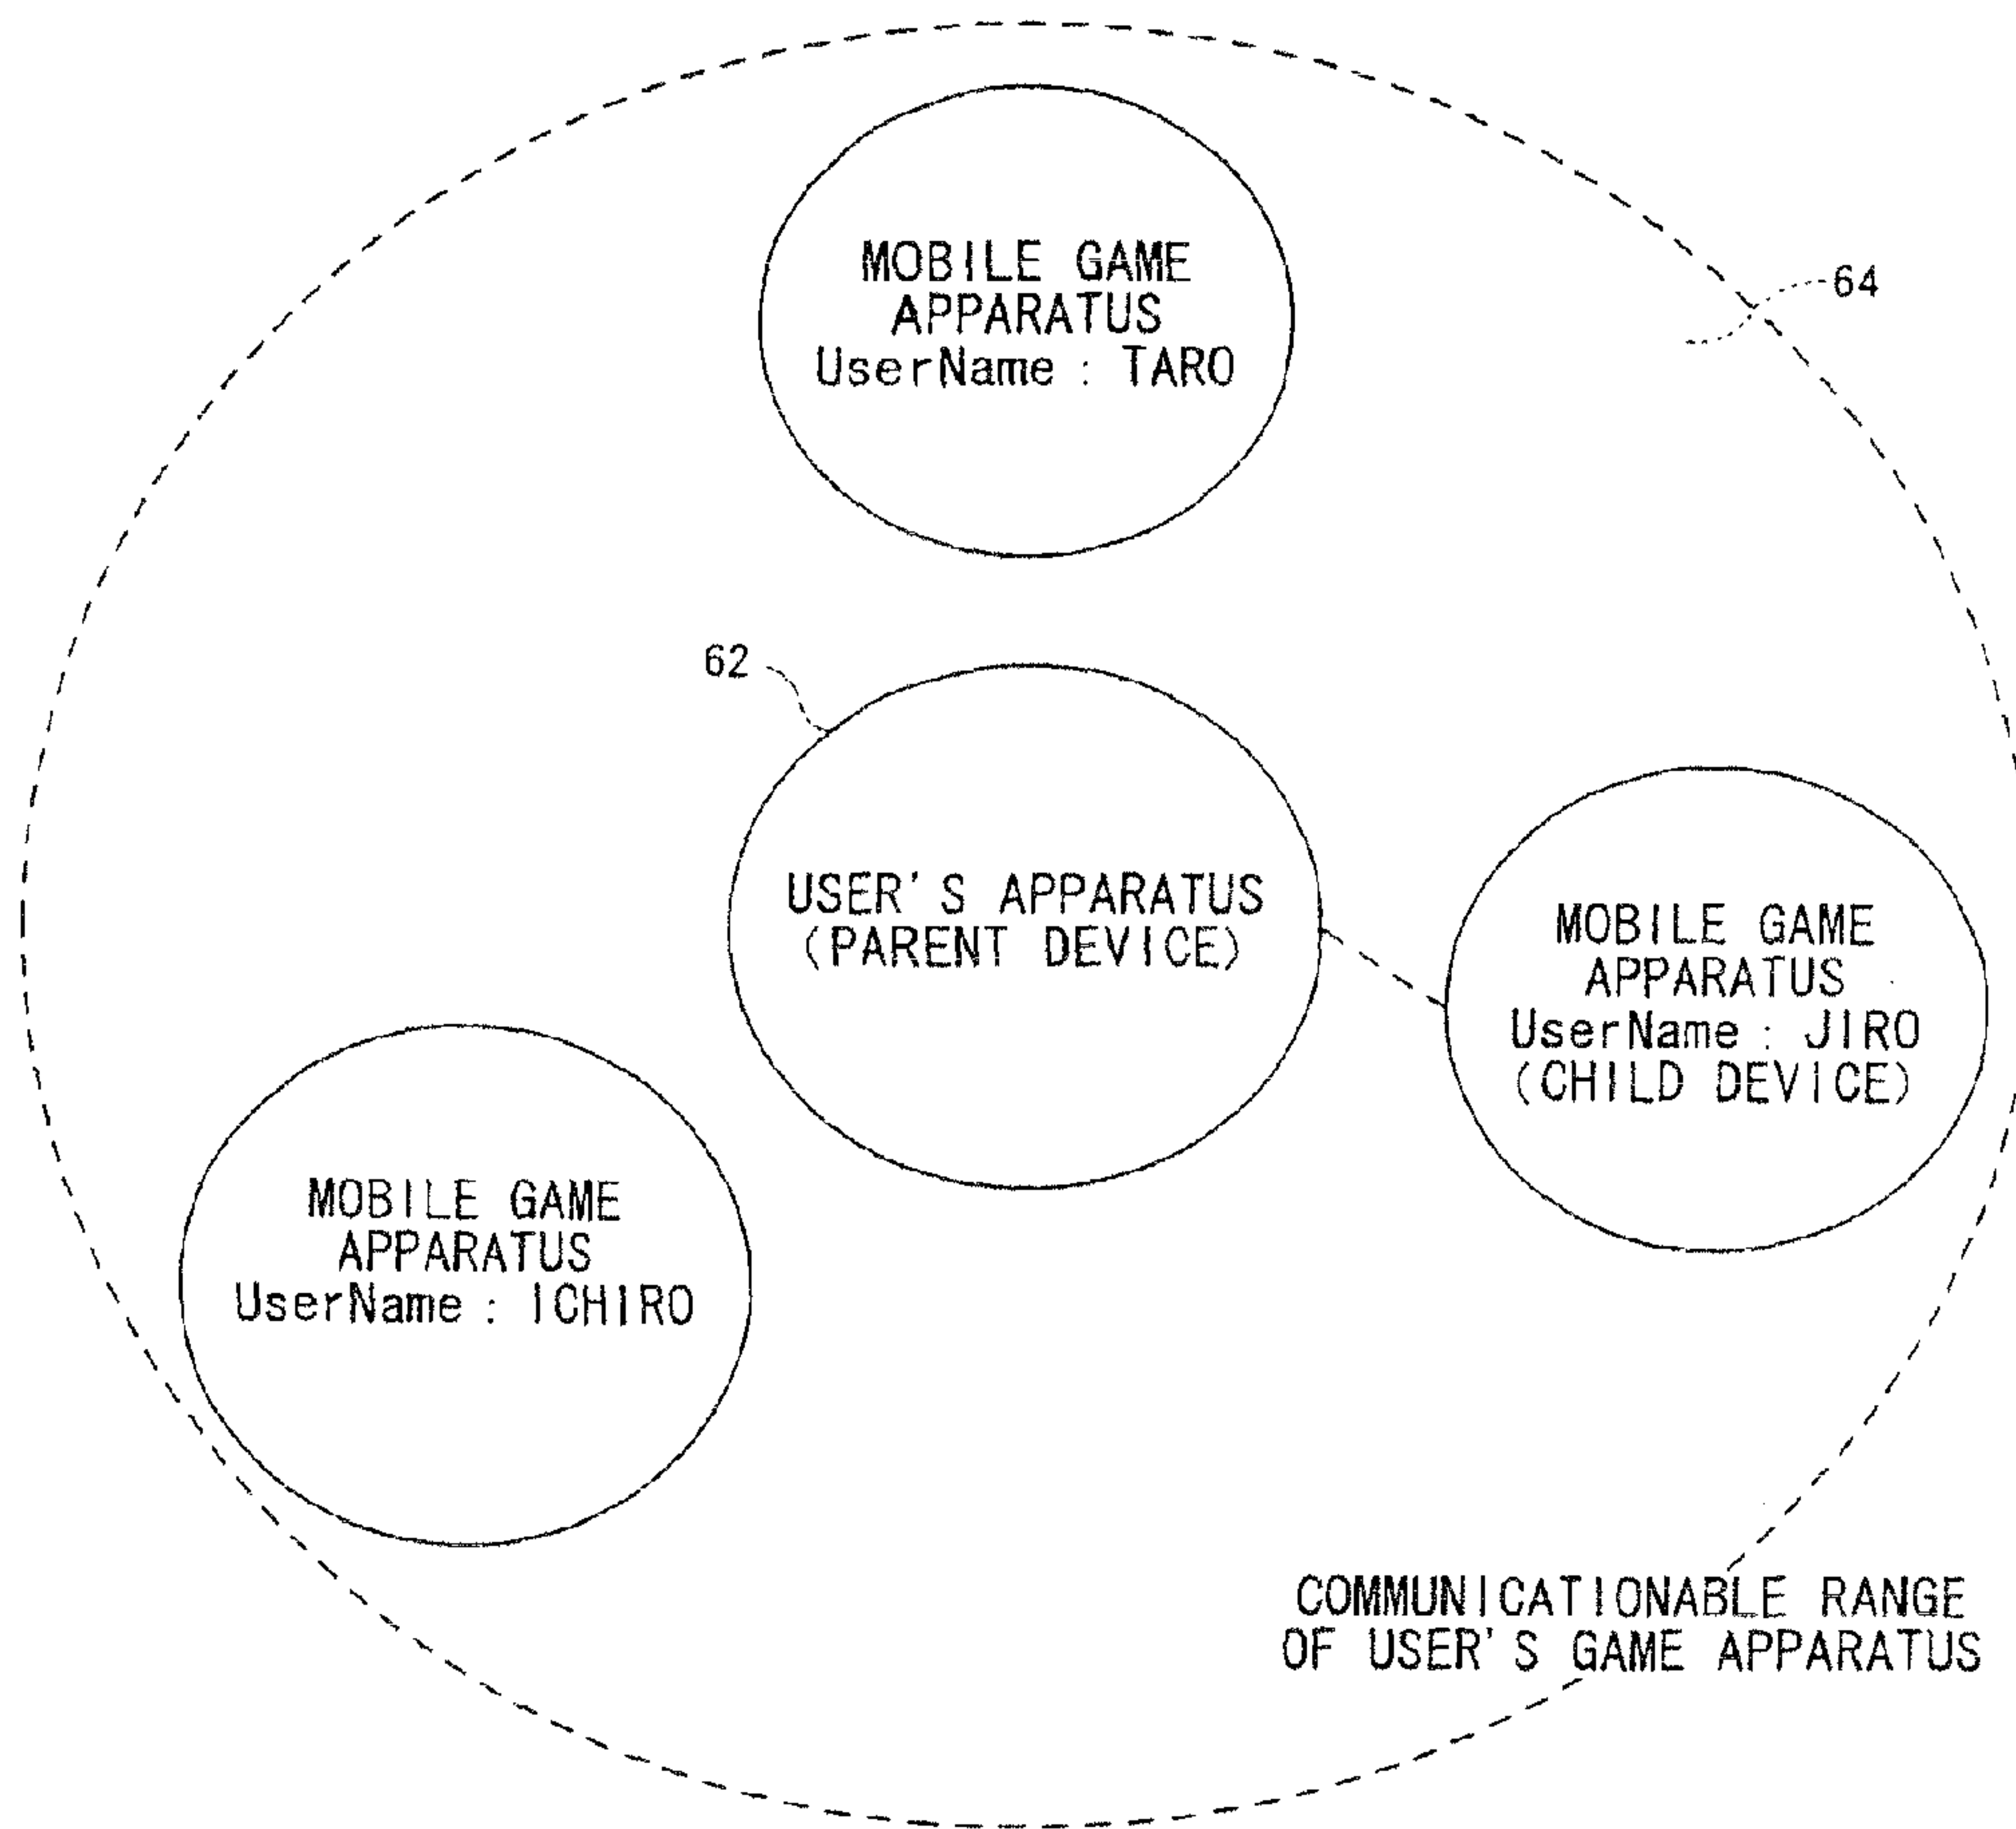 MOBILE GAME
APPARATUS
UserName : TARO
64
62
USER'S APPARATUS
(PARENT DEVICE)
MOBILE GAME
APPARATUS
UserName : JIRO
(CHILD DEVICE)
MOBILE GAME
APPARATUS
UserName : ICHIRO
COMMUNICATIONABLE RANGE
OF USER'S GAME APPARATUS